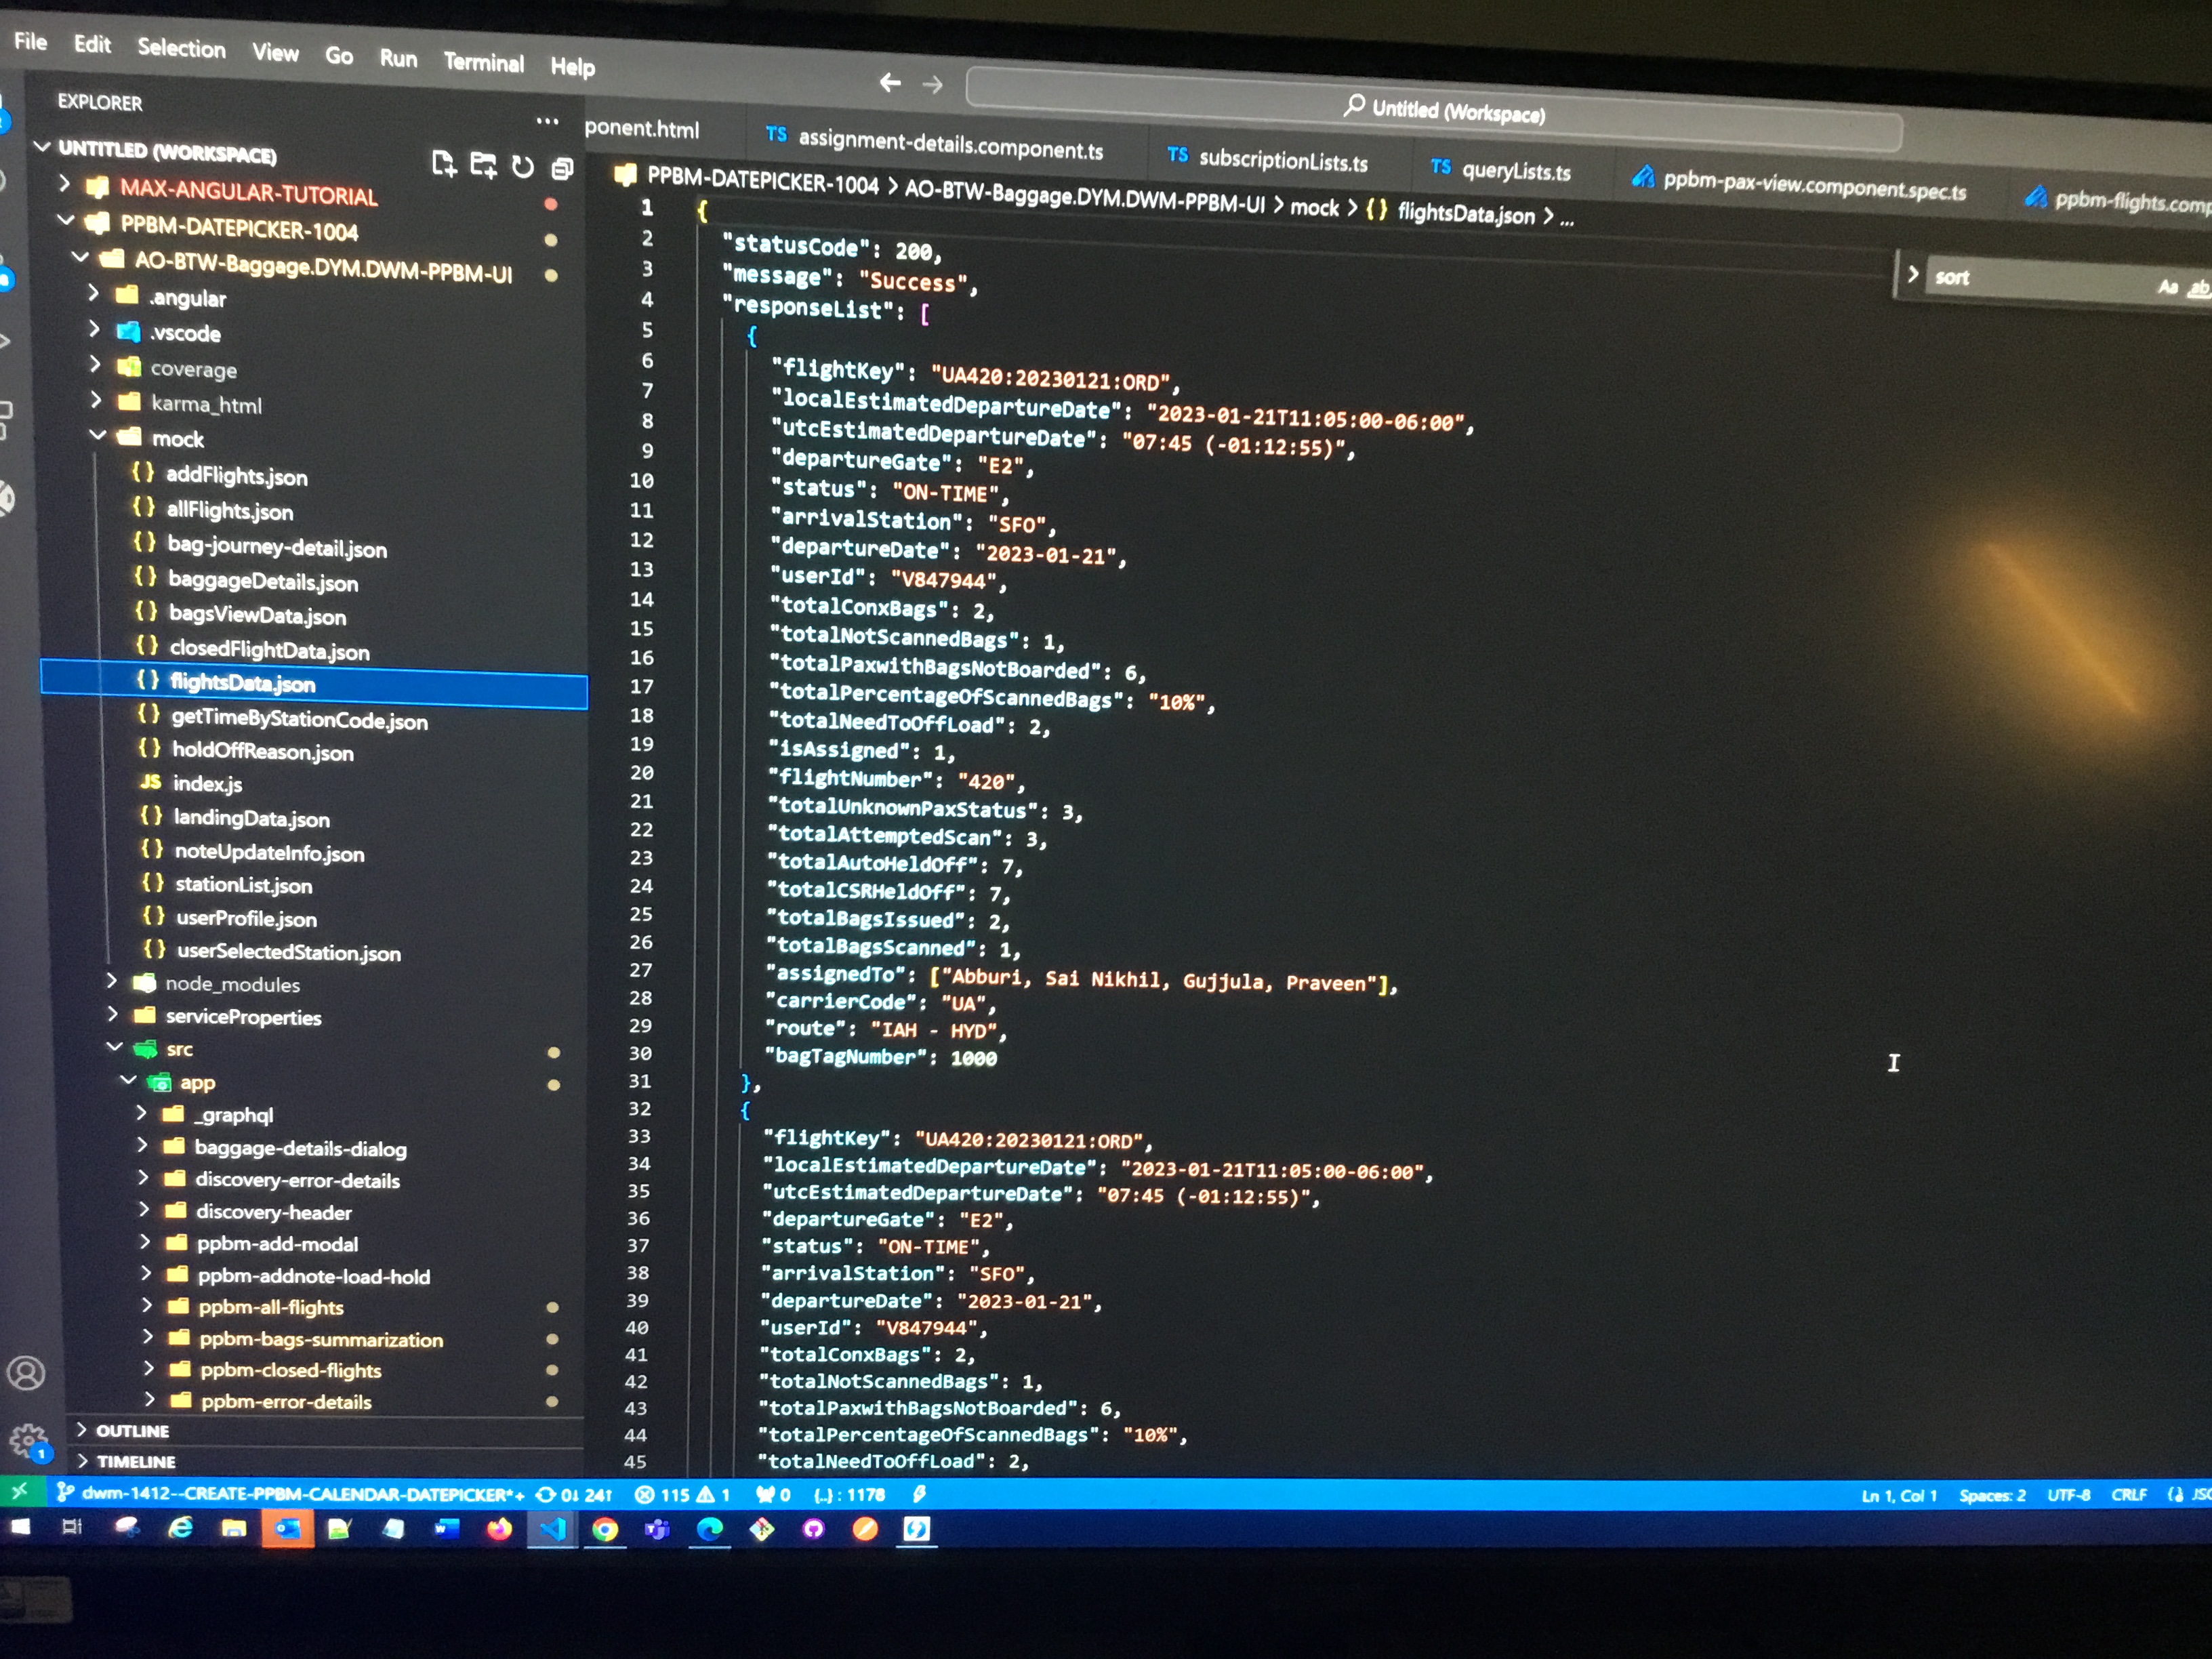 File Edit Selection View Go Run Terminal Help
Untitled (Workspace)
EXPLORER
UNTITLED (WORKSPACE)
MAX-ANGULAR-TUTORIAL
PPBM-DATEPICKER-1004
AO-BTW-Baggage.DYM.DWM-PPBM-UI
.angular
.vscode
coverage
karma_html
mock
{} addFlights.json
{} allFlights.json
{} bag-journey-detail.json
{} baggageDetails.json
{} bagsViewData.json
{} closedFlightData.json
{} flightsData.json
{} getTimeByStationCode.json
{} holdOffReason.json
JS index.js
{} landingData.json
{} noteUpdateInfo.json
{} stationList.json
{} userProfile.json
{} userSelectedStation.json
node_modules
serviceProperties
src
app
_graphql
baggage-details-dialog
discovery-error-details
discovery-header
ppbm-add-modal
ppbm-addnote-load-hold
ppbm-all-flights
ppbm-bags-summarization
ppbm-closed-flights
ppbm-error-details
OUTLINE
TIMELINE
ponent.html TS assignment-details.component.ts TS subscriptionLists.ts TS queryLists.ts ppbm-pax-view.component.spec.ts ppbm-flights.comp
PPBM-DATEPICKER-1004 > AO-BTW-Baggage.DYM.DWM-PPBM-UI > mock > {} flightsData.json > ...
sort Aa ab
1 {
2 "statusCode": 200,
3 "message": "Success",
4 "responseList": [
5 {
6 "flightKey": "UA420:20230121:ORD",
7 "localEstimatedDepartureDate": "2023-01-21T11:05:00-06:00",
8 "utcEstimatedDepartureDate": "07:45 (-01:12:55)",
9 "departureGate": "E2",
10 "status": "ON-TIME",
11 "arrivalStation": "SFO",
12 "departureDate": "2023-01-21",
13 "userId": "V847944",
14 "totalConxBags": 2,
15 "totalNotScannedBags": 1,
16 "totalPaxwithBagsNotBoarded": 6,
17 "totalPercentageOfScannedBags": "10%",
18 "totalNeedToOffLoad": 2,
19 "isAssigned": 1,
20 "flightNumber": "420",
21 "totalUnknownPaxStatus": 3,
22 "totalAttemptedScan": 3,
23 "totalAutoHeldOff": 7,
24 "totalCSRHeldOff": 7,
25 "totalBagsIssued": 2,
26 "totalBagsScanned": 1,
27 "assignedTo": ["Abburi, Sai Nikhil, Gujjula, Praveen"],
28 "carrierCode": "UA",
29 "route": "IAH - HYD",
30 "bagTagNumber": 1000
31 },
32 {
33 "flightKey": "UA420:20230121:ORD",
34 "localEstimatedDepartureDate": "2023-01-21T11:05:00-06:00",
35 "utcEstimatedDepartureDate": "07:45 (-01:12:55)",
36 "departureGate": "E2",
37 "status": "ON-TIME",
38 "arrivalStation": "SFO",
39 "departureDate": "2023-01-21",
40 "userId": "V847944",
41 "totalConxBags": 2,
42 "totalNotScannedBags": 1,
43 "totalPaxwithBagsNotBoarded": 6,
44 "totalPercentageOfScannedBags": "10%",
45 "totalNeedToOffLoad": 2,
dwm-1412--CREATE-PPBM-CALENDAR-DATEPICKER*+ 0↓ 24↑ 115 1 0 {..} : 1178 Ln 1, Col 1 Spaces: 2 UTF-8 CRLF JSO